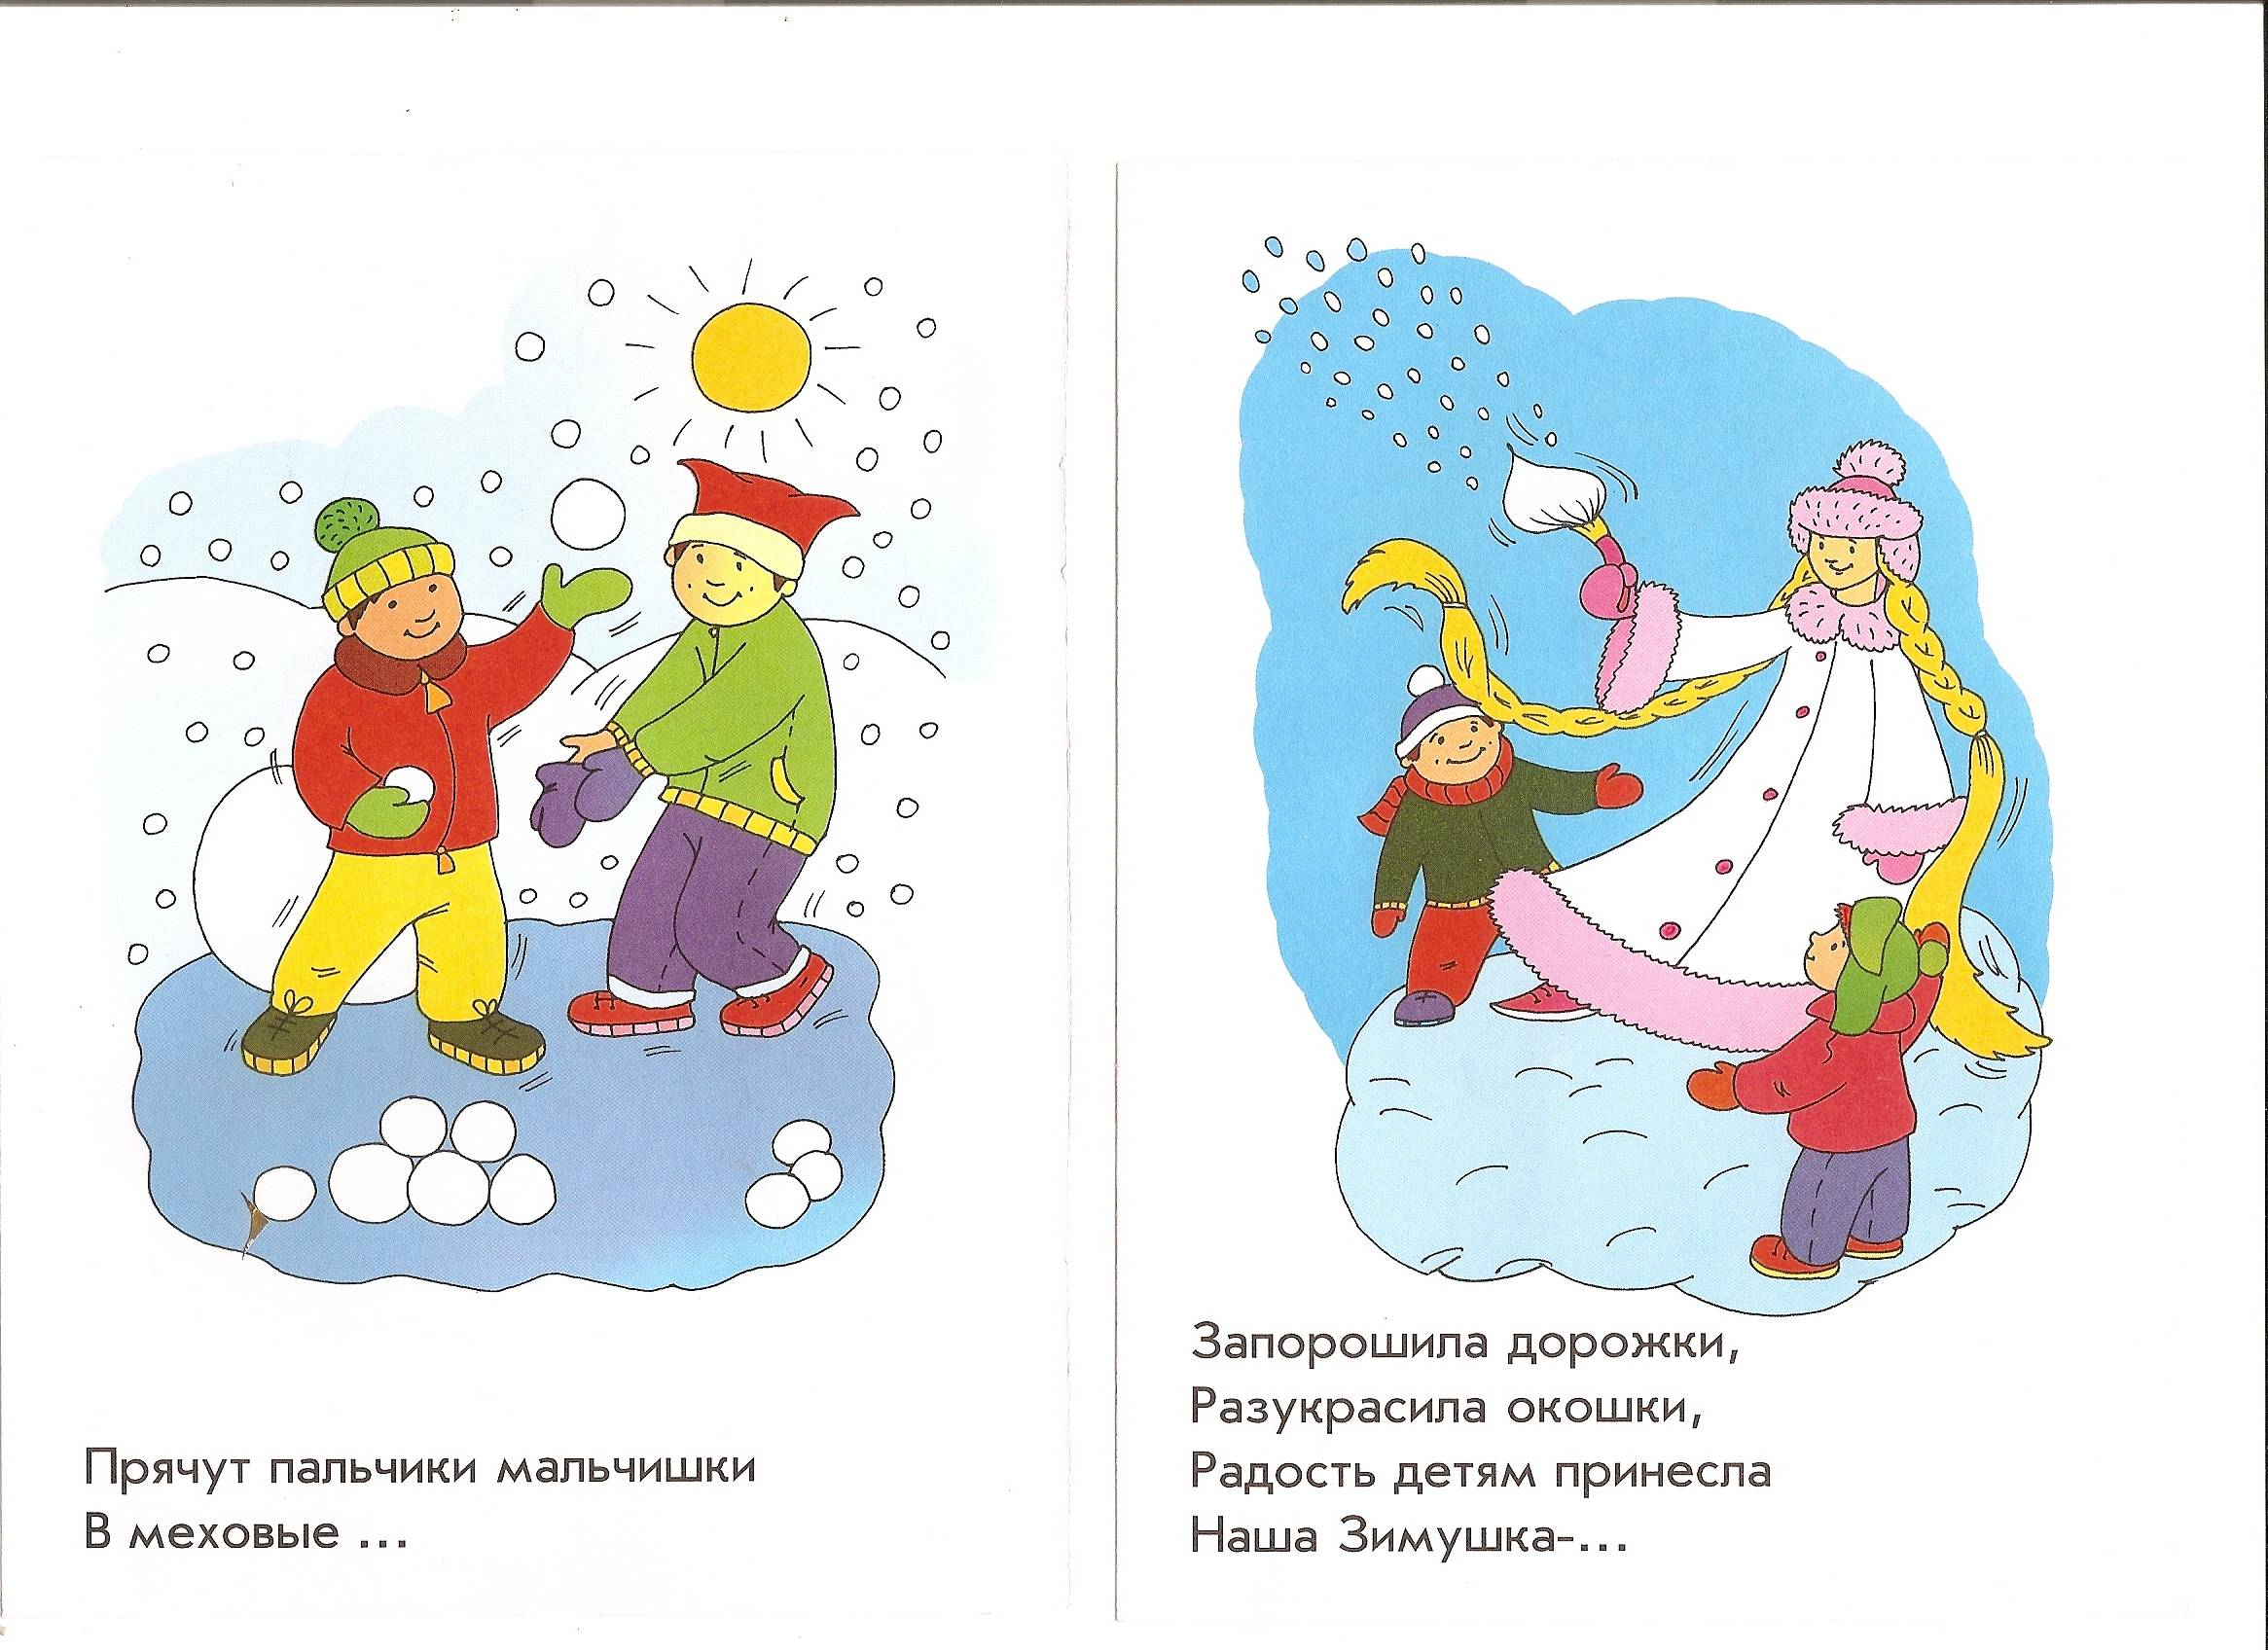 Прячут пальчики мальчишки
В меховые ...
Запорошила дорожки,
Разукрасила окошки,
Радость детям принесла
Наша Зимушка-...